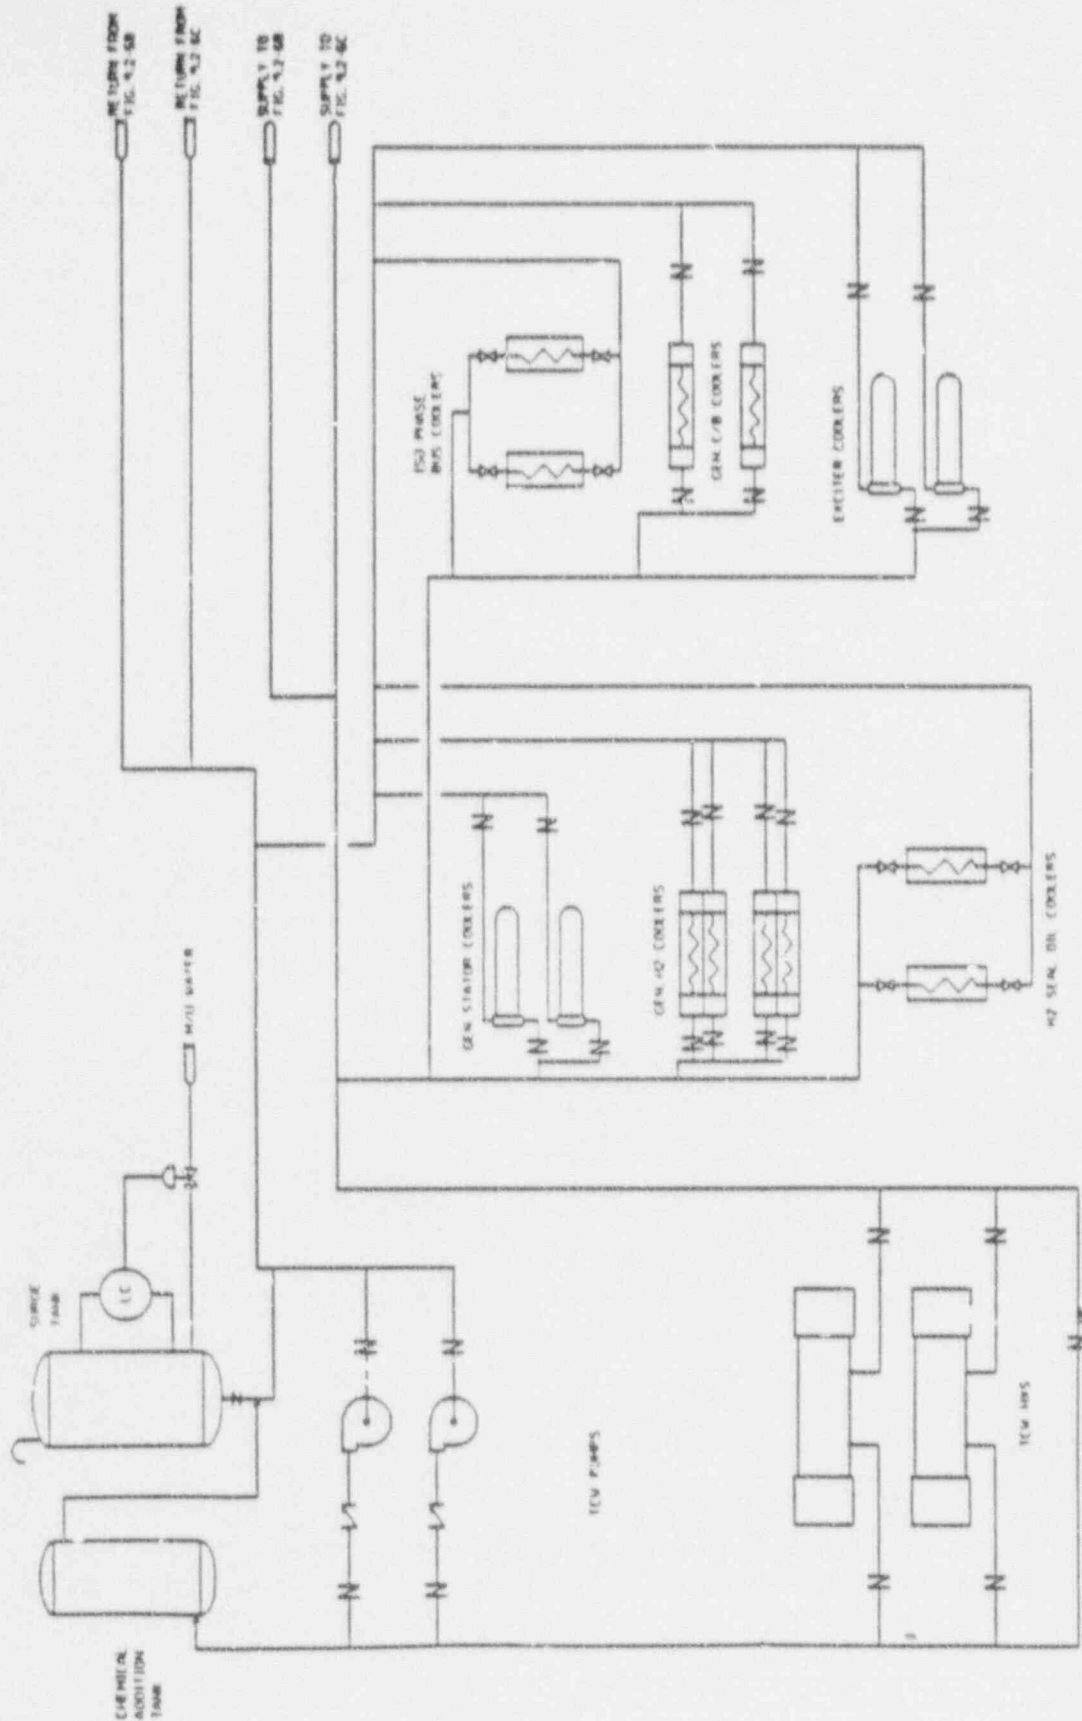 RETURN FROM
FIG. 9.2-6B
RETURN FROM
FIG. 9.2-6C
SUPPLY TO
FIG. 9.2-6B
SUPPLY TO
FIG. 9.2-6C
ISO PHASE
BUS COOLERS
GEN C/B COOLERS
EXCITER COOLERS
GEN STATOR COOLERS
GEN H2 COOLERS
H2 SEAL OIL COOLERS
M/U WATER
SURGE
TANK
LC
TCW PUMPS
TCW HXS
CHEMICAL
ADDITION
TANK